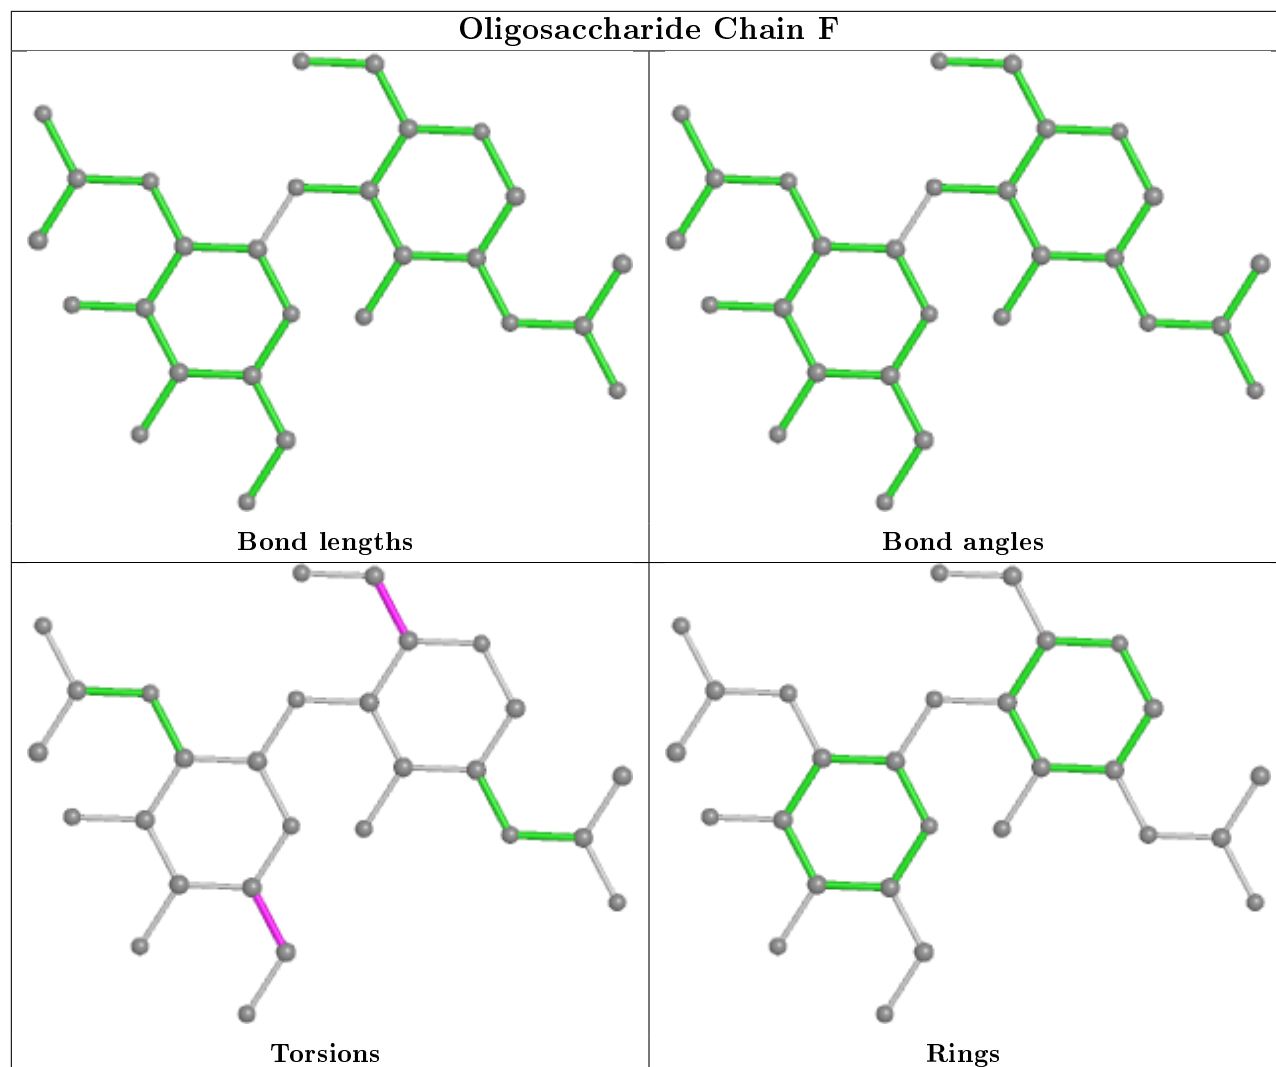 Oligosaccharide Chain F
Bond lengths
Bond angles
Torsions
Rings